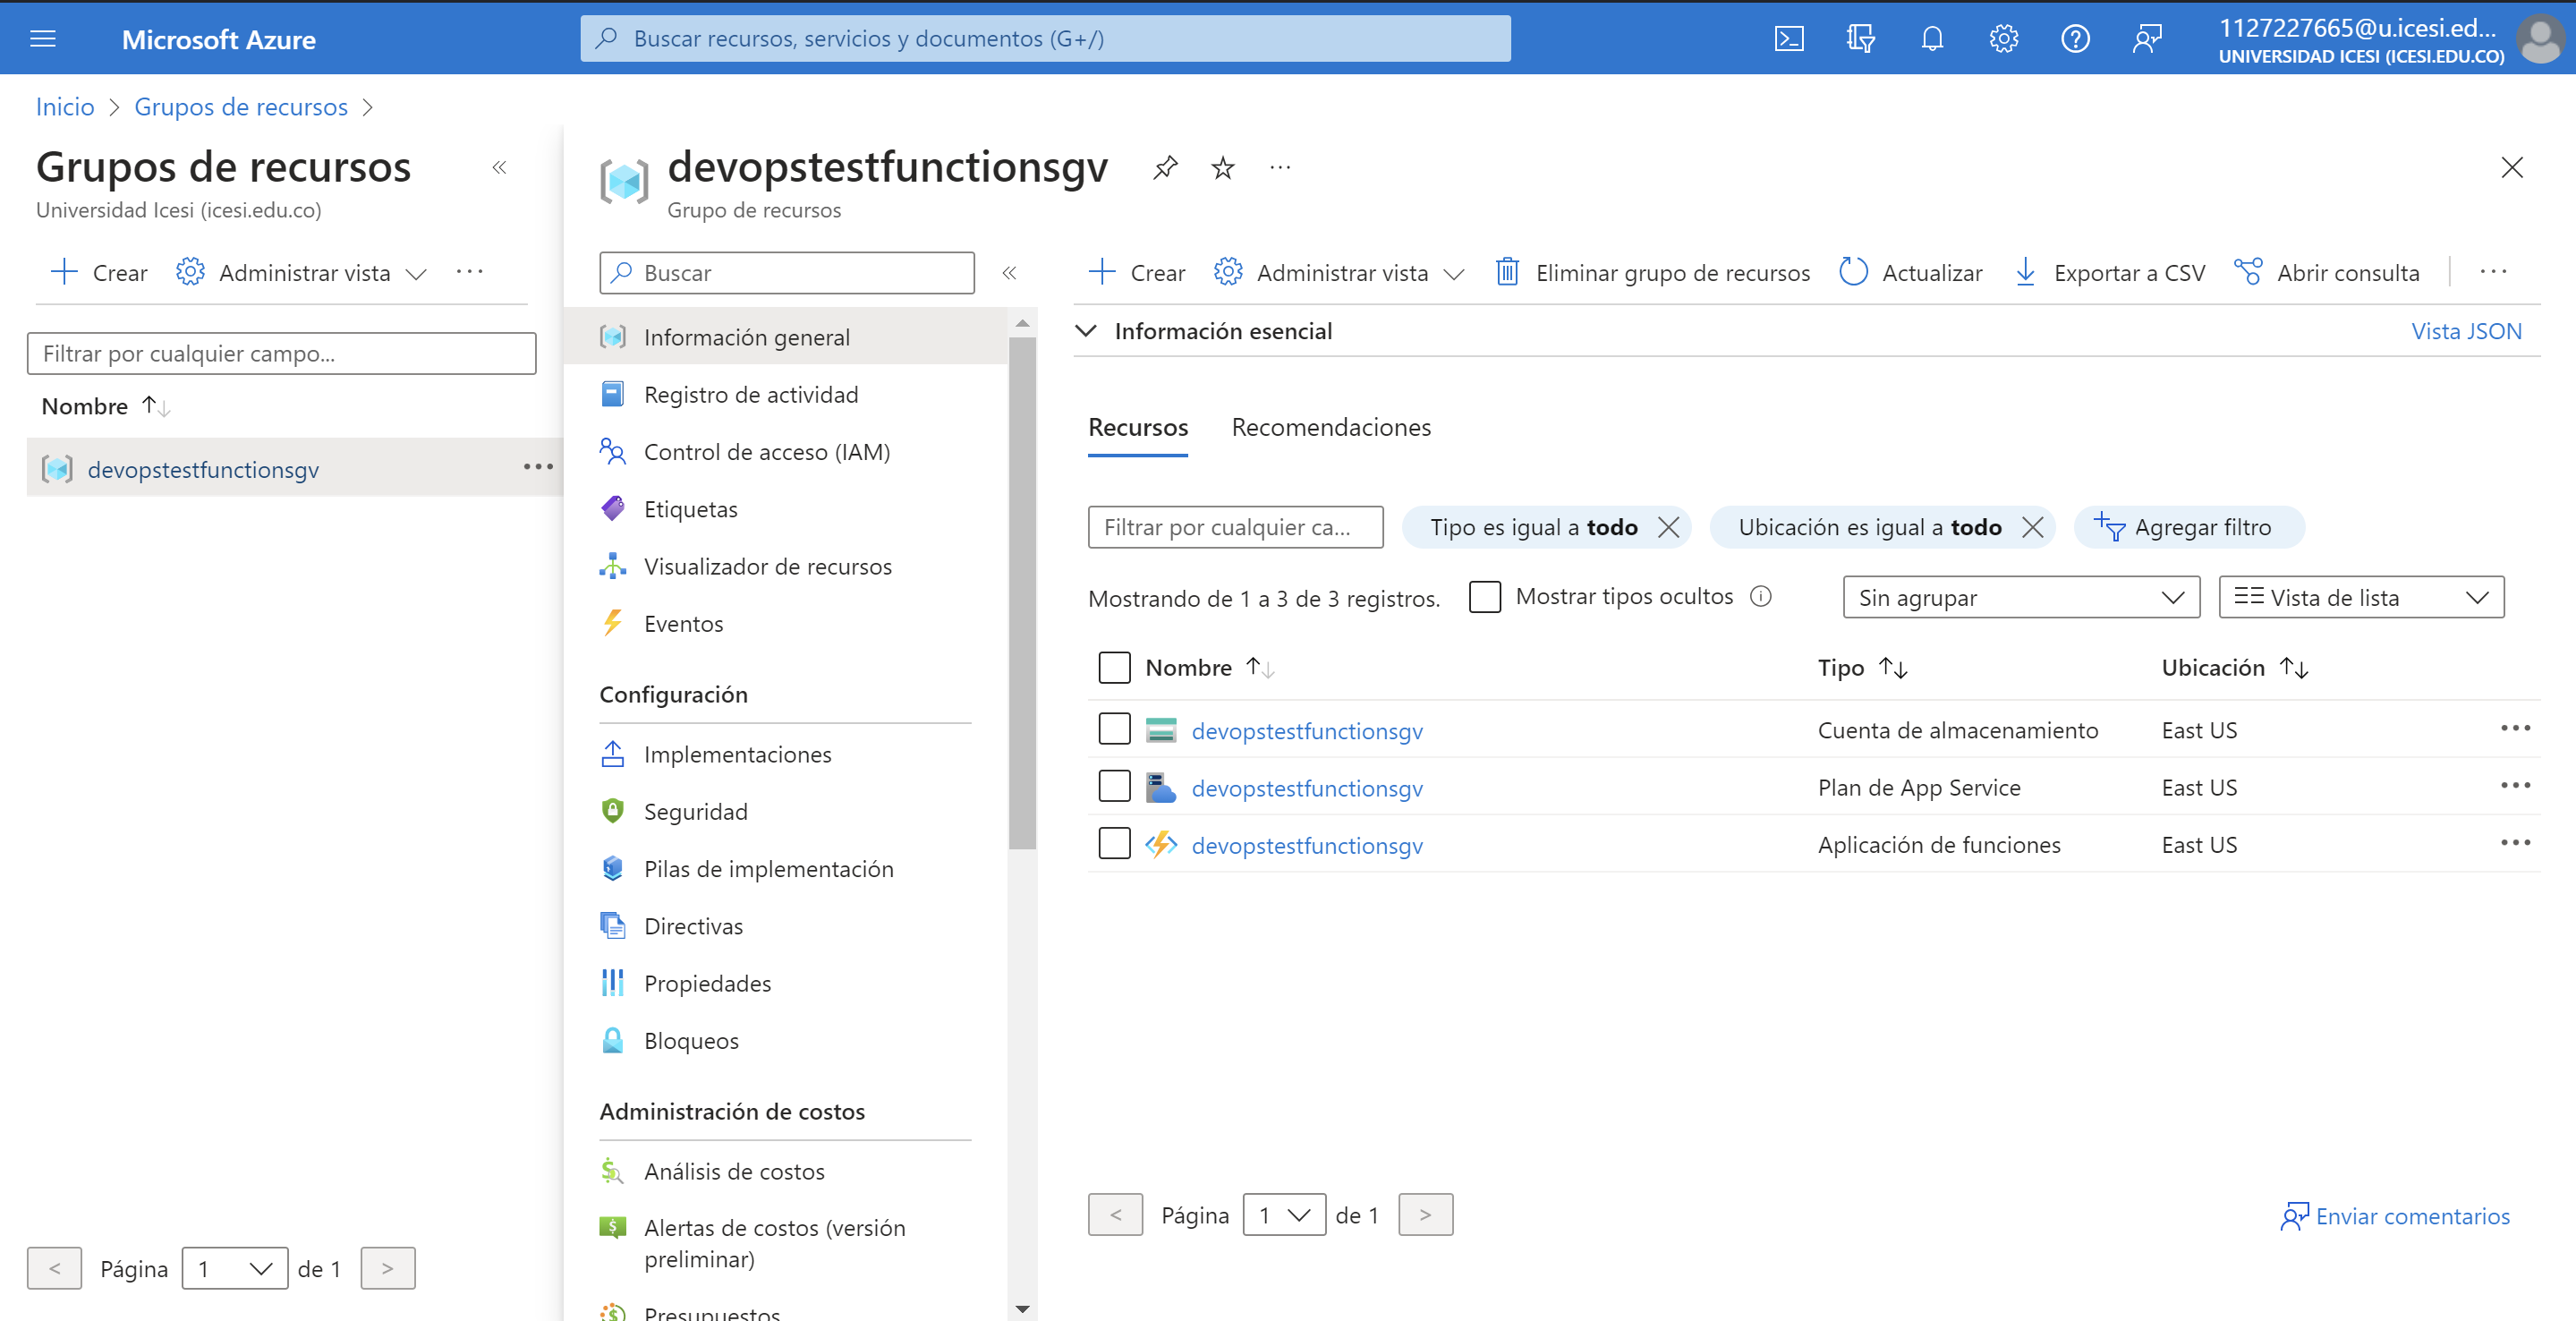 Microsoft Azure
Buscar recursos, servicios y documentos (G+/)
1127227665@u.icesi.ed...
UNIVERSIDAD ICESI (ICESI.EDU.CO)
Inicio > Grupos de recursos >
Grupos de recursos
Universidad Icesi (icesi.edu.co)
Crear Administrar vista
Filtrar por cualquier campo...
Nombre
devopstestfunctionsgv
Página 1 de 1
devopstestfunctionsgv
Grupo de recursos
Buscar
Información general
Registro de actividad
Control de acceso (IAM)
Etiquetas
Visualizador de recursos
Eventos
Configuración
Implementaciones
Seguridad
Pilas de implementación
Directivas
Propiedades
Bloqueos
Administración de costos
Análisis de costos
Alertas de costos (versión
preliminar)
Presupuestos
Crear Administrar vista Eliminar grupo de recursos Actualizar Exportar a CSV Abrir consulta
Información esencial Vista JSON
Recursos Recomendaciones
Filtrar por cualquier ca... Tipo es igual a todo Ubicación es igual a todo Agregar filtro
Mostrando de 1 a 3 de 3 registros. Mostrar tipos ocultos Sin agrupar Vista de lista
Nombre Tipo Ubicación
devopstestfunctionsgv Cuenta de almacenamiento East US
devopstestfunctionsgv Plan de App Service East US
devopstestfunctionsgv Aplicación de funciones East US
< Página 1 de 1 >
Enviar comentarios